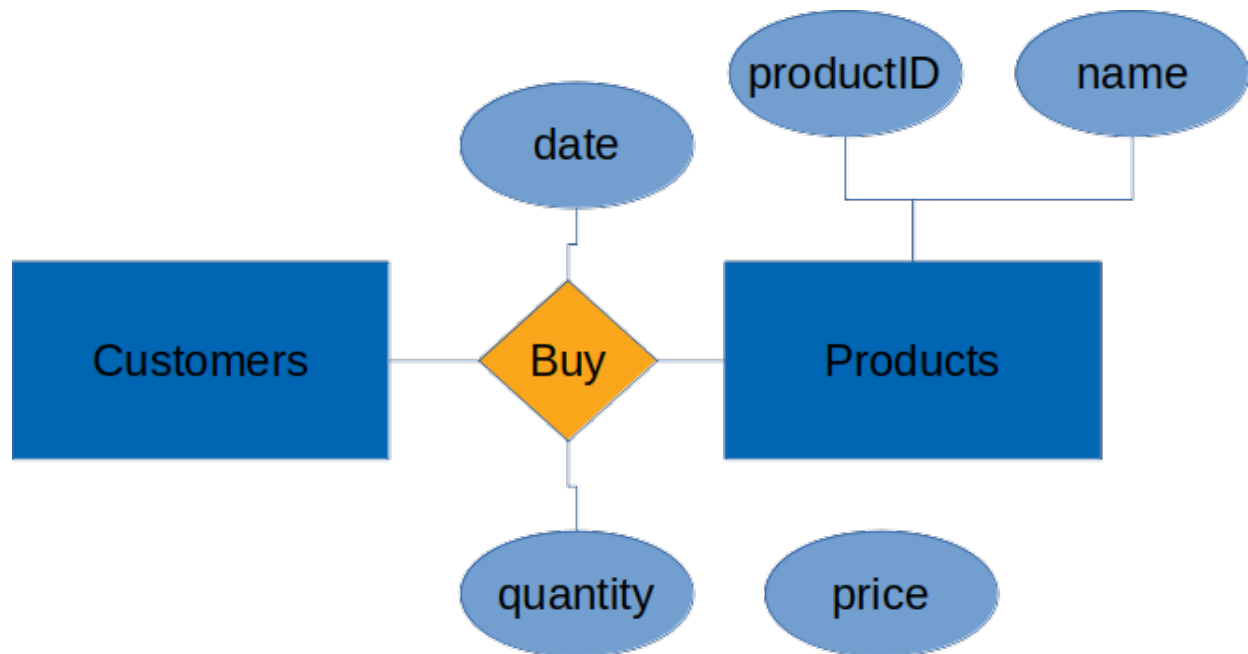 productID
name
date
Customers
Buy
Products
quantity
price